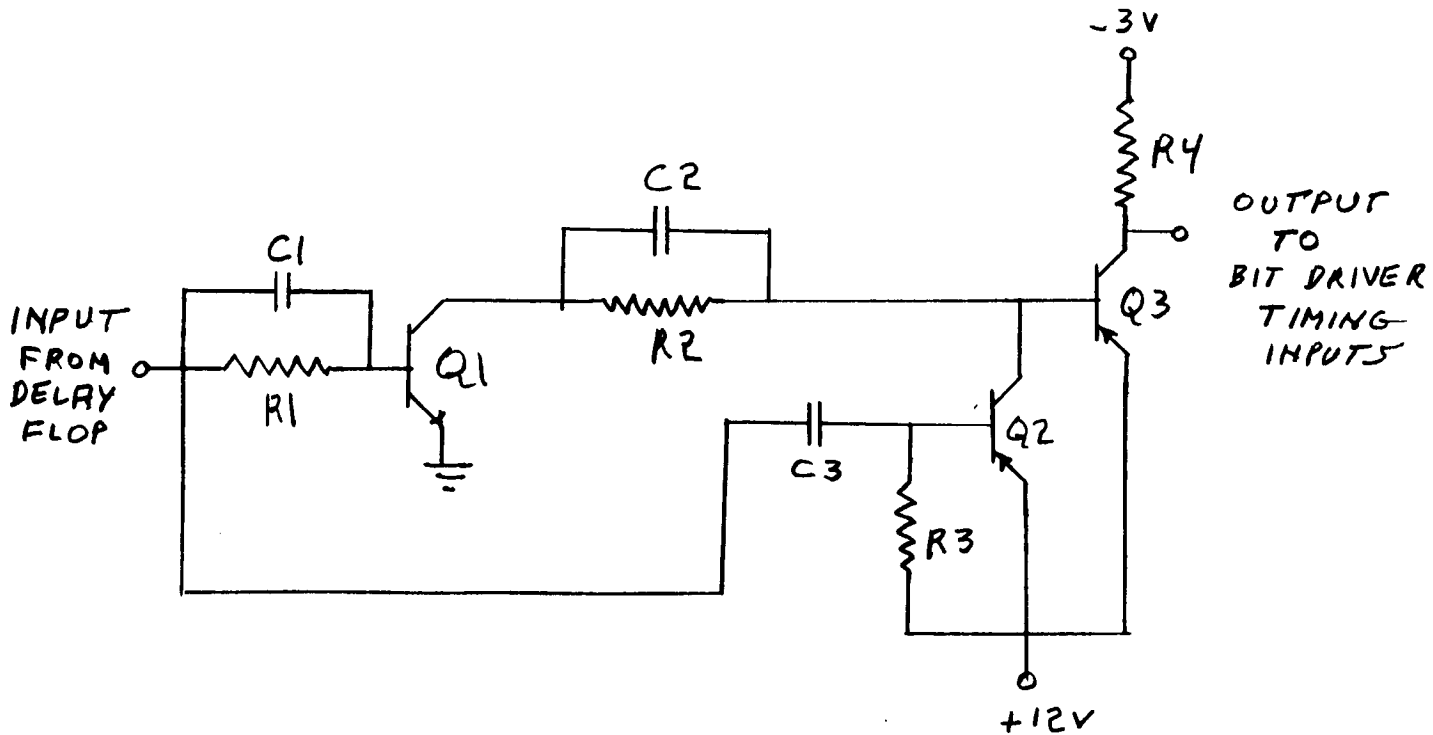 -3V
R4
OUTPUT
TO
BIT DRIVER
TIMING
INPUTS
C2
C1
R2
Q3
INPUT
FROM
DELAY
FLOP
R1
Q1
C3
Q2
R3
+12V